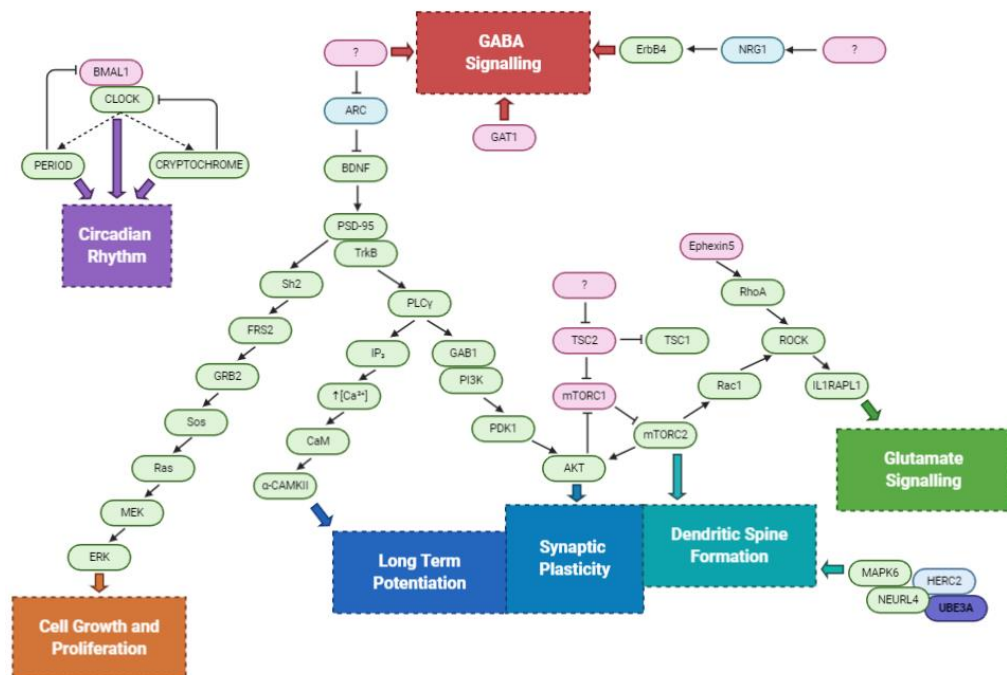 ?
GABA
Signalling
ErbB4
NRG1
?
BMAL1
CLOCK
ARC
GAT1
PERIOD
CRYPTOCHROME
BDNF
Circadian
Rhythm
PSD-95
TrkB
Ephexin5
Sh2
RhoA
?
PLCγ
FRS2
IP₃
GAB1
TSC2
TSC1
ROCK
GRB2
PI3K
Rac1
IL1RAPL1
↑[Ca²⁺]
mTORC1
Sos
PDK1
mTORC2
CaM
Ras
AKT
Glutamate
Signalling
α-CAMKII
MEK
ERK
Long Term
Potentiation
Synaptic
Plasticity
Dendritic Spine
Formation
MAPK6
HERC2
NEURL4
UBE3A
Cell Growth and
Proliferation